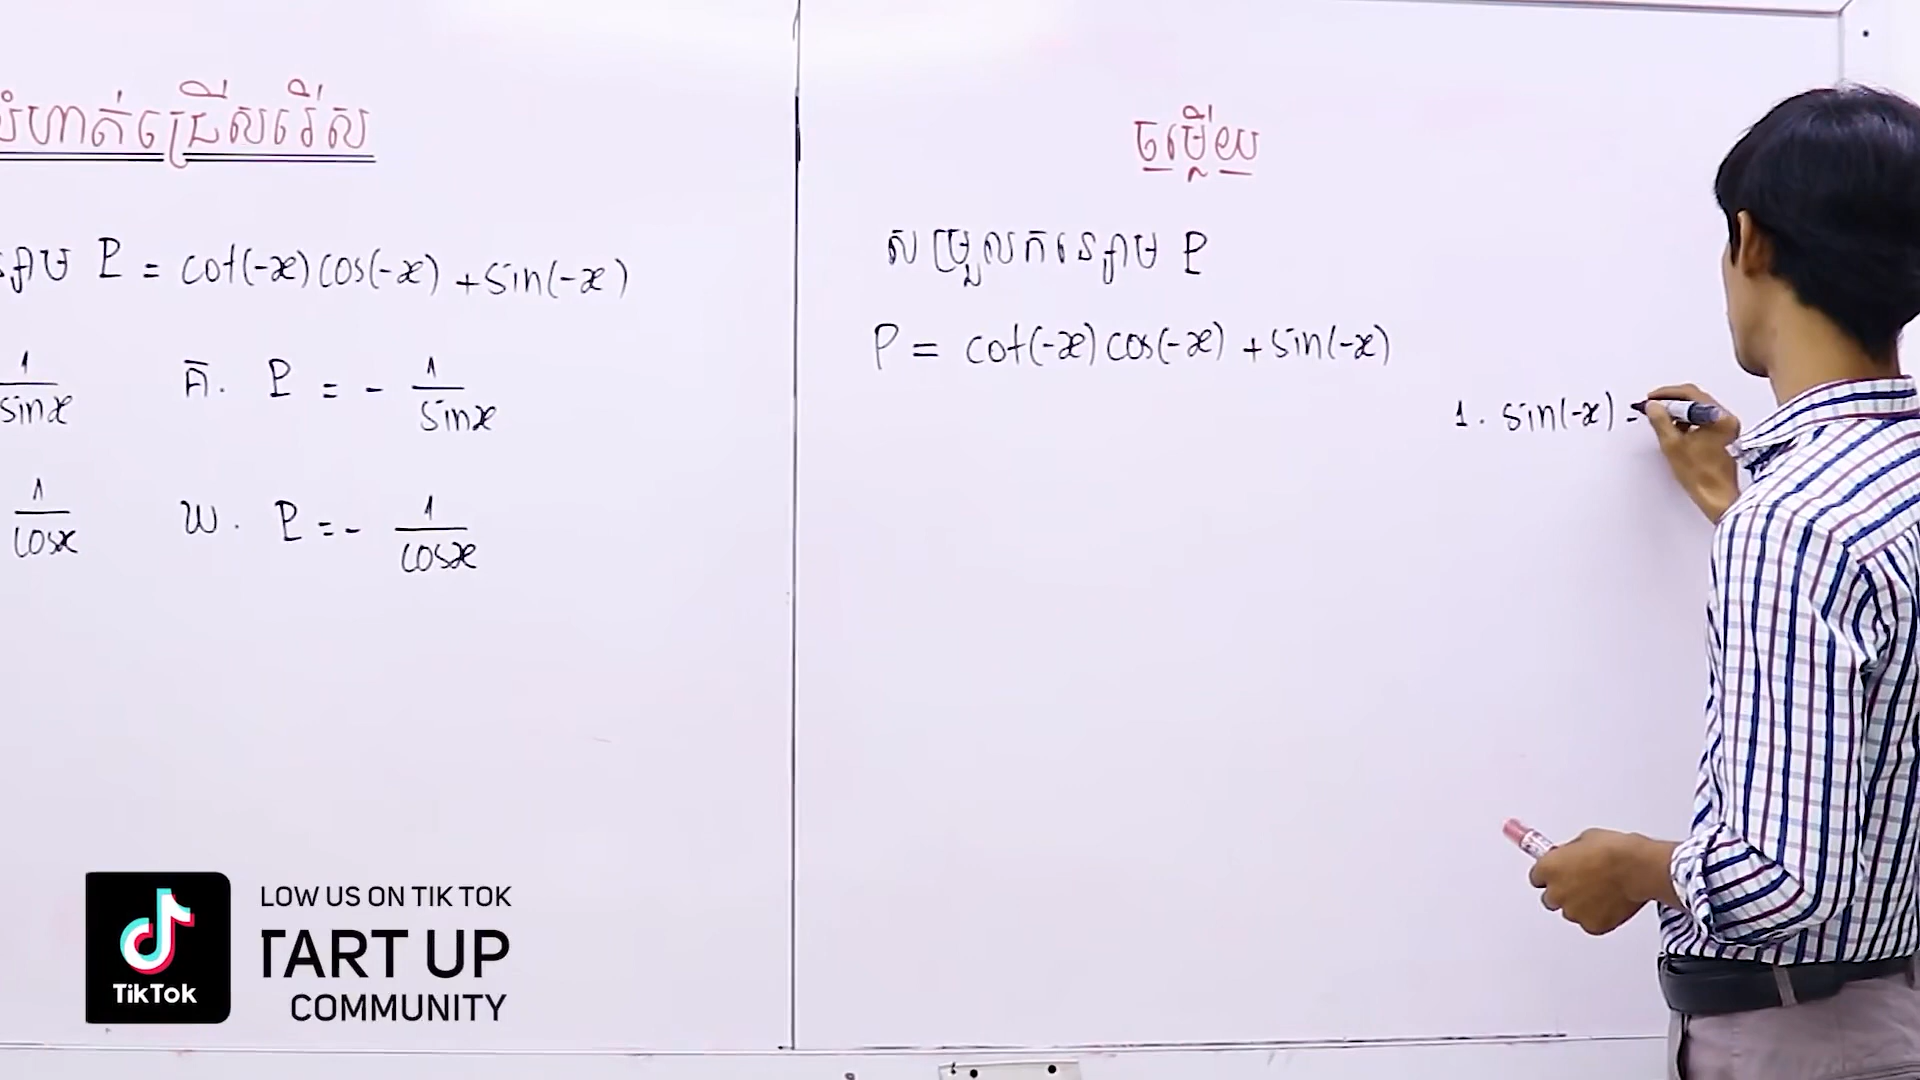 លំហាត់ជ្រើសរើស
P = cot(-x)cos(-x) + sin(-x)
1/sinx
គ. P = - 1/sinx
1/cosx
ឃ. P = - 1/cosx
ចម្លើយ
សម្រួលកន្សោម P
P = cot(-x)cos(-x) + sin(-x)
1. sin(-x) =
TikTok
LOW US ON TIK TOK
TART UP
COMMUNITY